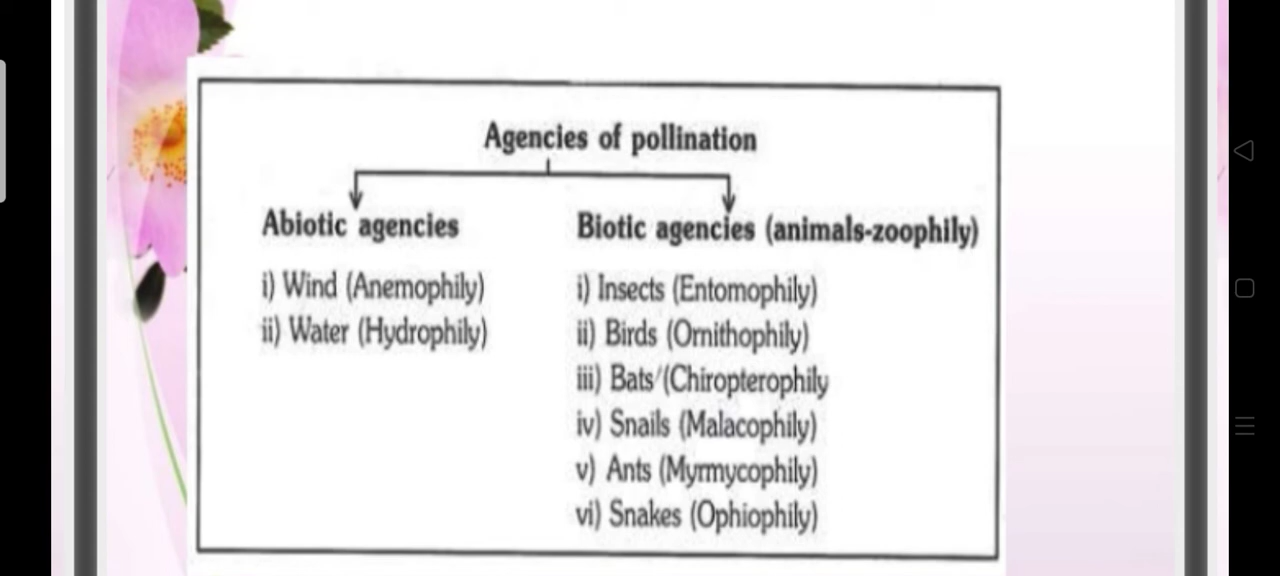 Agencies of pollination
Abiotic agencies
i) Wind (Anemophily)
ii) Water (Hydrophily)
Biotic agencies (animals-zoophily)
i) Insects (Entomophily)
ii) Birds (Ornithophily)
iii) Bats (Chiropterophily
iv) Snails (Malacophily)
v) Ants (Myrmycophily)
vi) Snakes (Ophiophily)